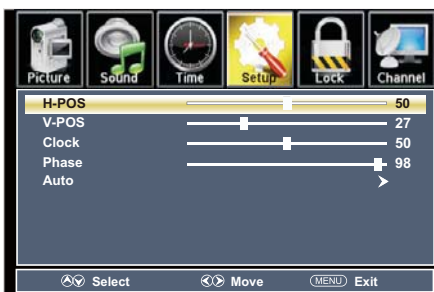 Picture Sound Time Setup Lock Channel
H-POS 50
V-POS 27
Clock 50
Phase 98
Auto
Select Move MENU Exit